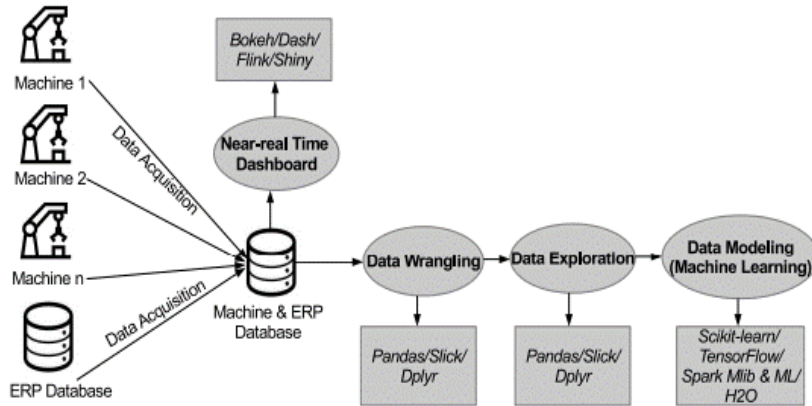 Machine 1
Data Acquisition
Machine 2
Machine n
Data Acquisition
ERP Database
Bokeh/Dash/
Flink/Shiny
Near-real Time
Dashboard
Machine & ERP
Database
Data Wrangling
Data Exploration
Data Modeling
(Machine Learning)
Pandas/Slick/
Dplyr
Pandas/Slick/
Dplyr
Scikit-learn/
TensorFlow/
Spark Mlib & ML/
H2O